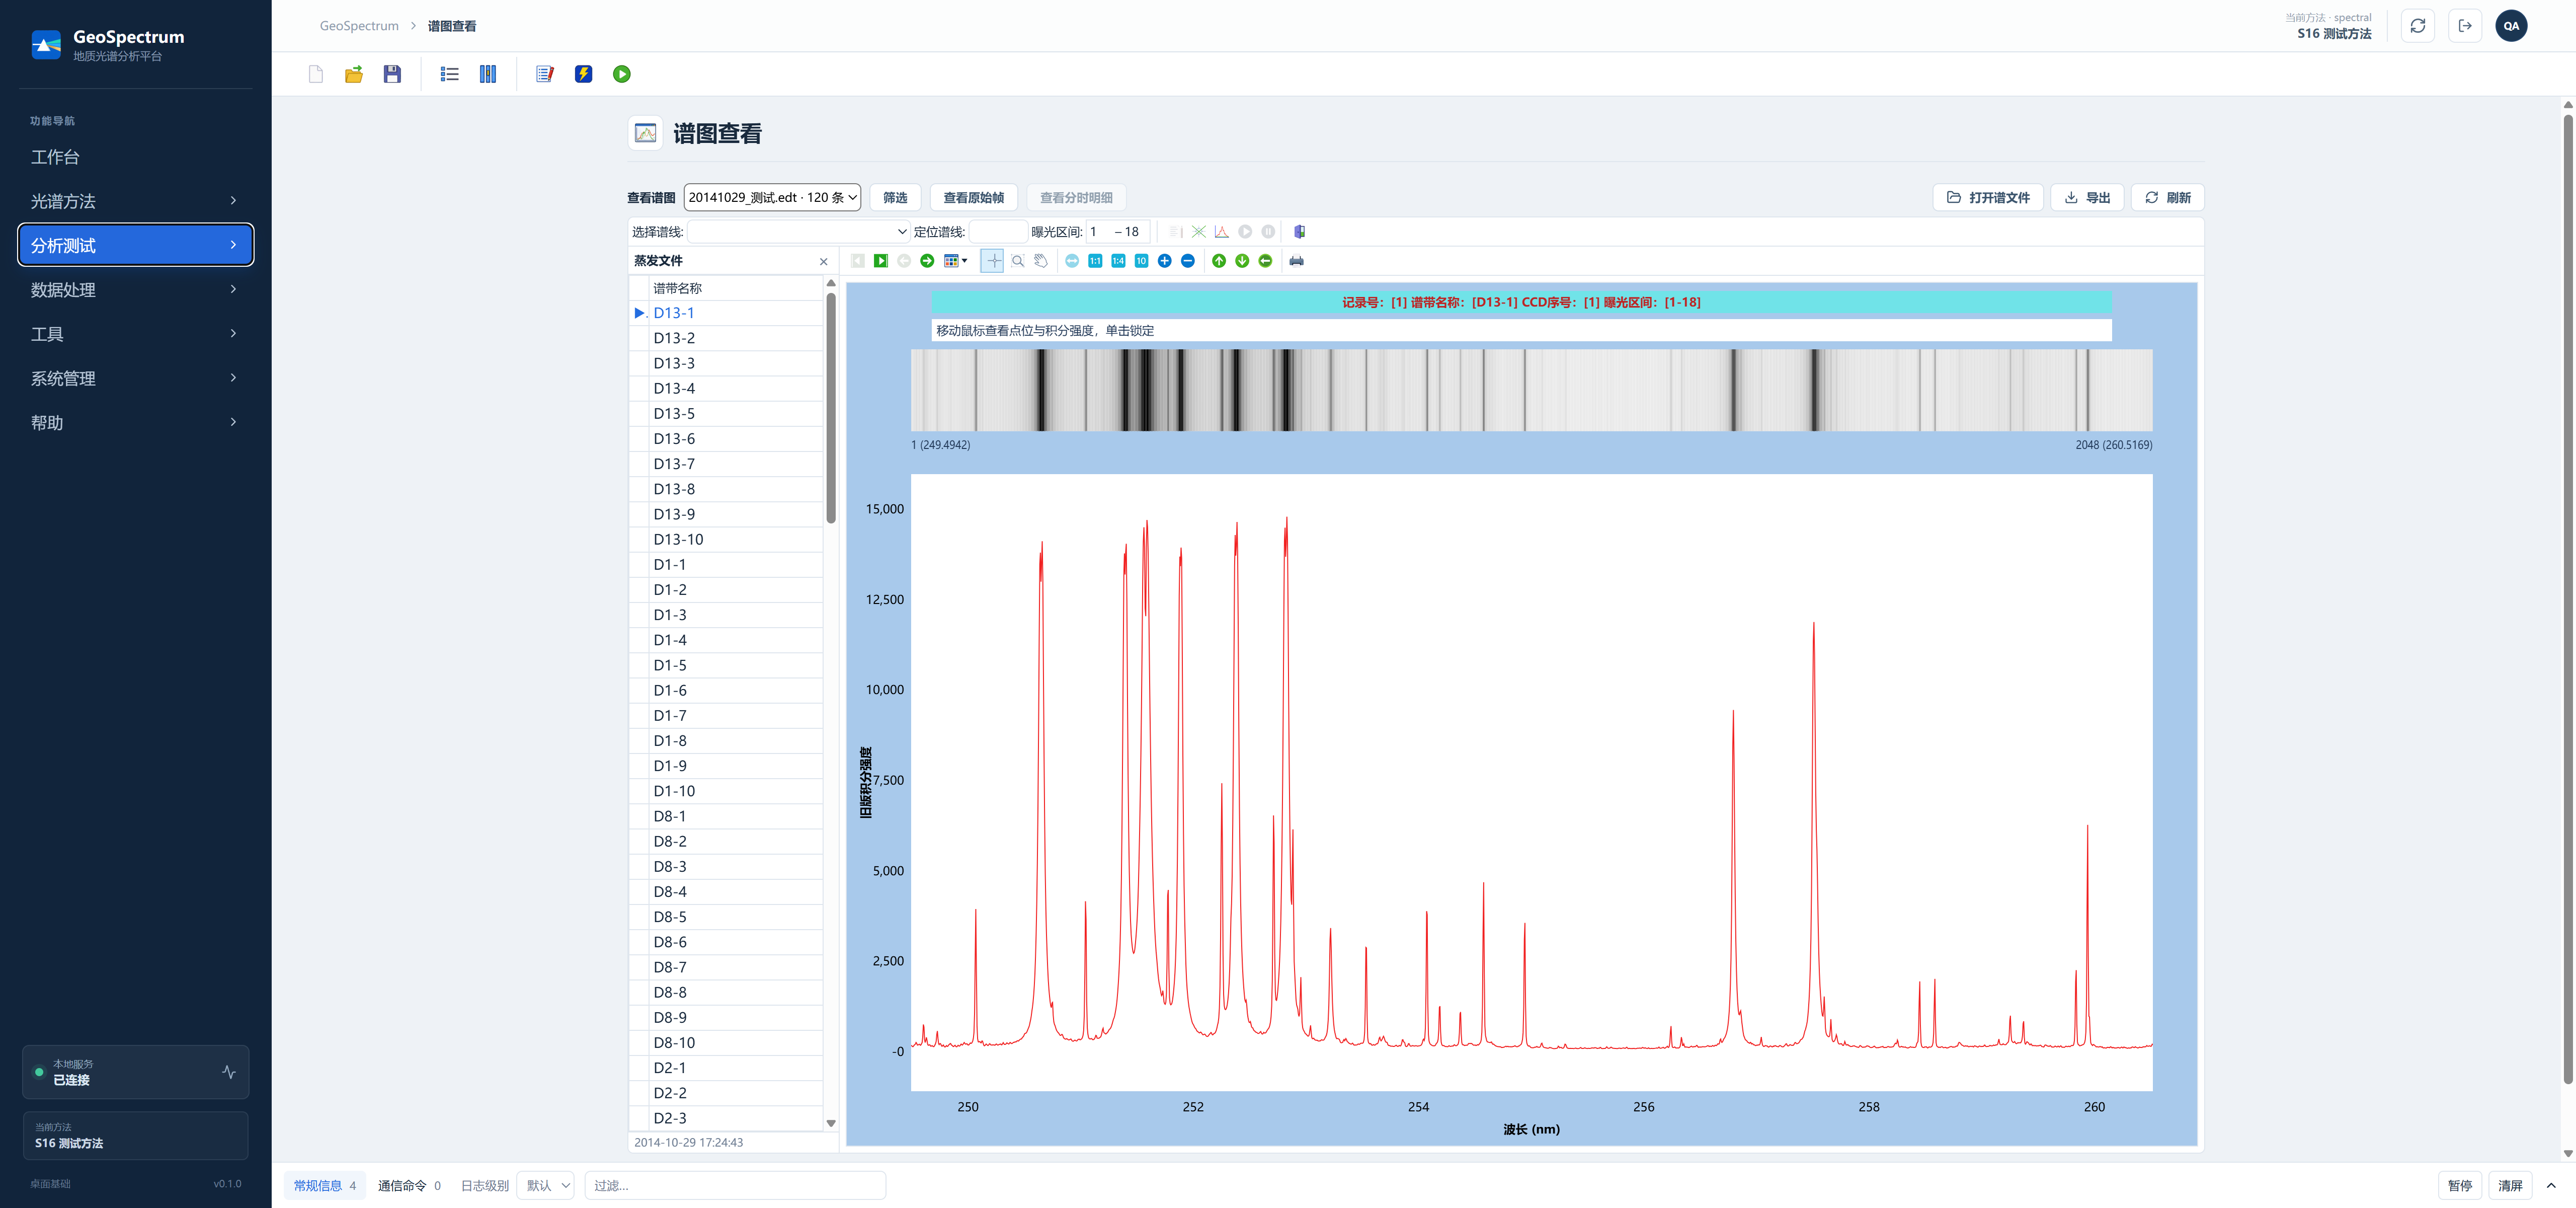 GeoSpectrum
地质光谱分析平台
功能导航
工作台
光谱方法
分析测试
数据处理
工具
系统管理
帮助
本地服务
已连接
当前方法
S16 测试方法
桌面基础 v0.1.0
GeoSpectrum > 谱图查看
当前方法 · spectral
S16 测试方法
QA
谱图查看
查看谱图 20141029_测试.edt · 120 条 筛选 查看原始帧 查看分时明细 打开谱文件 导出 刷新
选择谱线: 定位谱线: 曝光区间: 1 – 18
蒸发文件 ×
1:1 1:4 10
谱带名称
D13-1
D13-2
D13-3
D13-4
D13-5
D13-6
D13-7
D13-8
D13-9
D13-10
D1-1
D1-2
D1-3
D1-4
D1-5
D1-6
D1-7
D1-8
D1-9
D1-10
D8-1
D8-2
D8-3
D8-4
D8-5
D8-6
D8-7
D8-8
D8-9
D8-10
D2-1
D2-2
D2-3
2014-10-29 17:24:43
记录号：[1] 谱带名称：[D13-1] CCD序号：[1] 曝光区间：[1-18]
移动鼠标查看点位与积分强度，单击锁定
1 (249.4942) 2048 (260.5169)
15,000
12,500
10,000
7,500
5,000
2,500
-0
旧版积分强度
250 252 254 256 258 260
波长 (nm)
常规信息 4 通信命令 0 日志级别 默认 过滤... 暂停 清屏